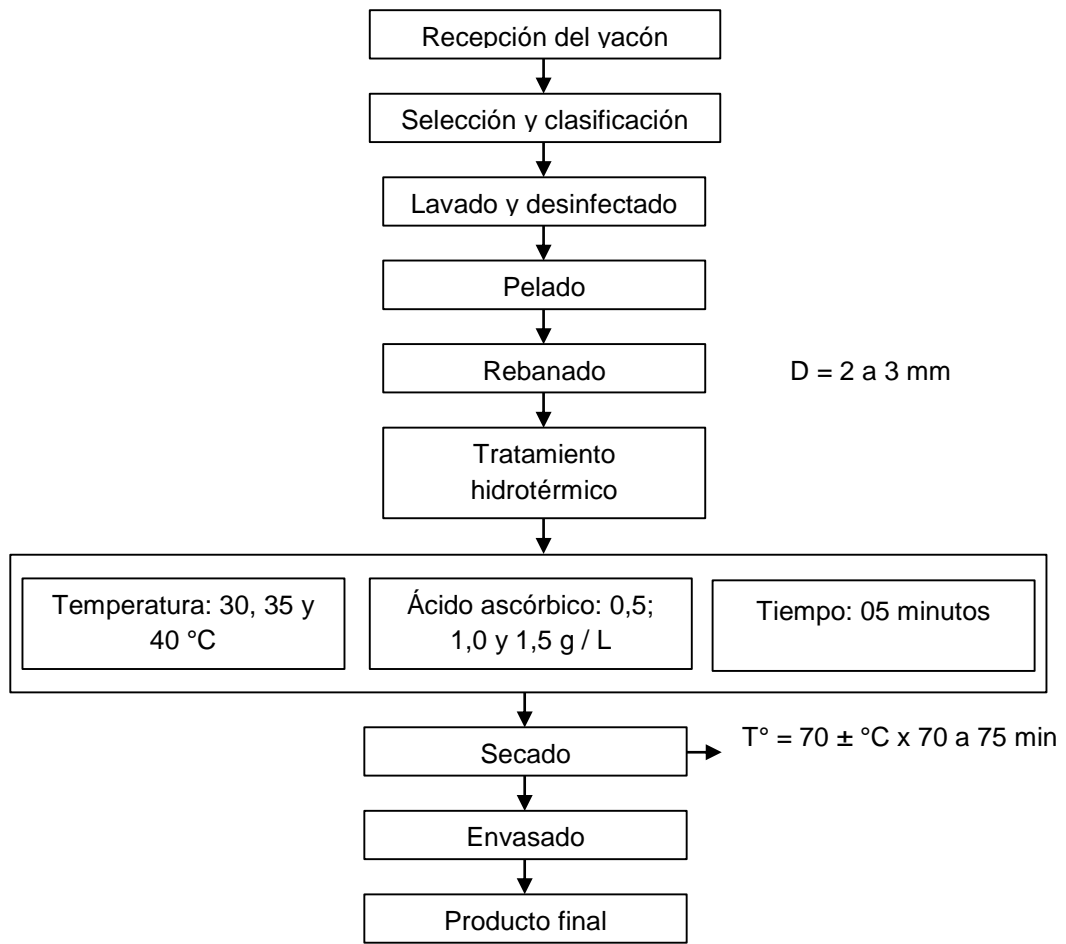 Recepción del yacón
Selección y clasificación
Lavado y desinfectado
Pelado
Rebanado
D = 2 a 3 mm
Tratamiento
hidrotérmico
Temperatura: 30, 35 y
40 °C
Ácido ascórbico: 0,5;
1,0 y 1,5 g / L
Tiempo: 05 minutos
Secado
T° = 70 ± °C x 70 a 75 min
Envasado
Producto final